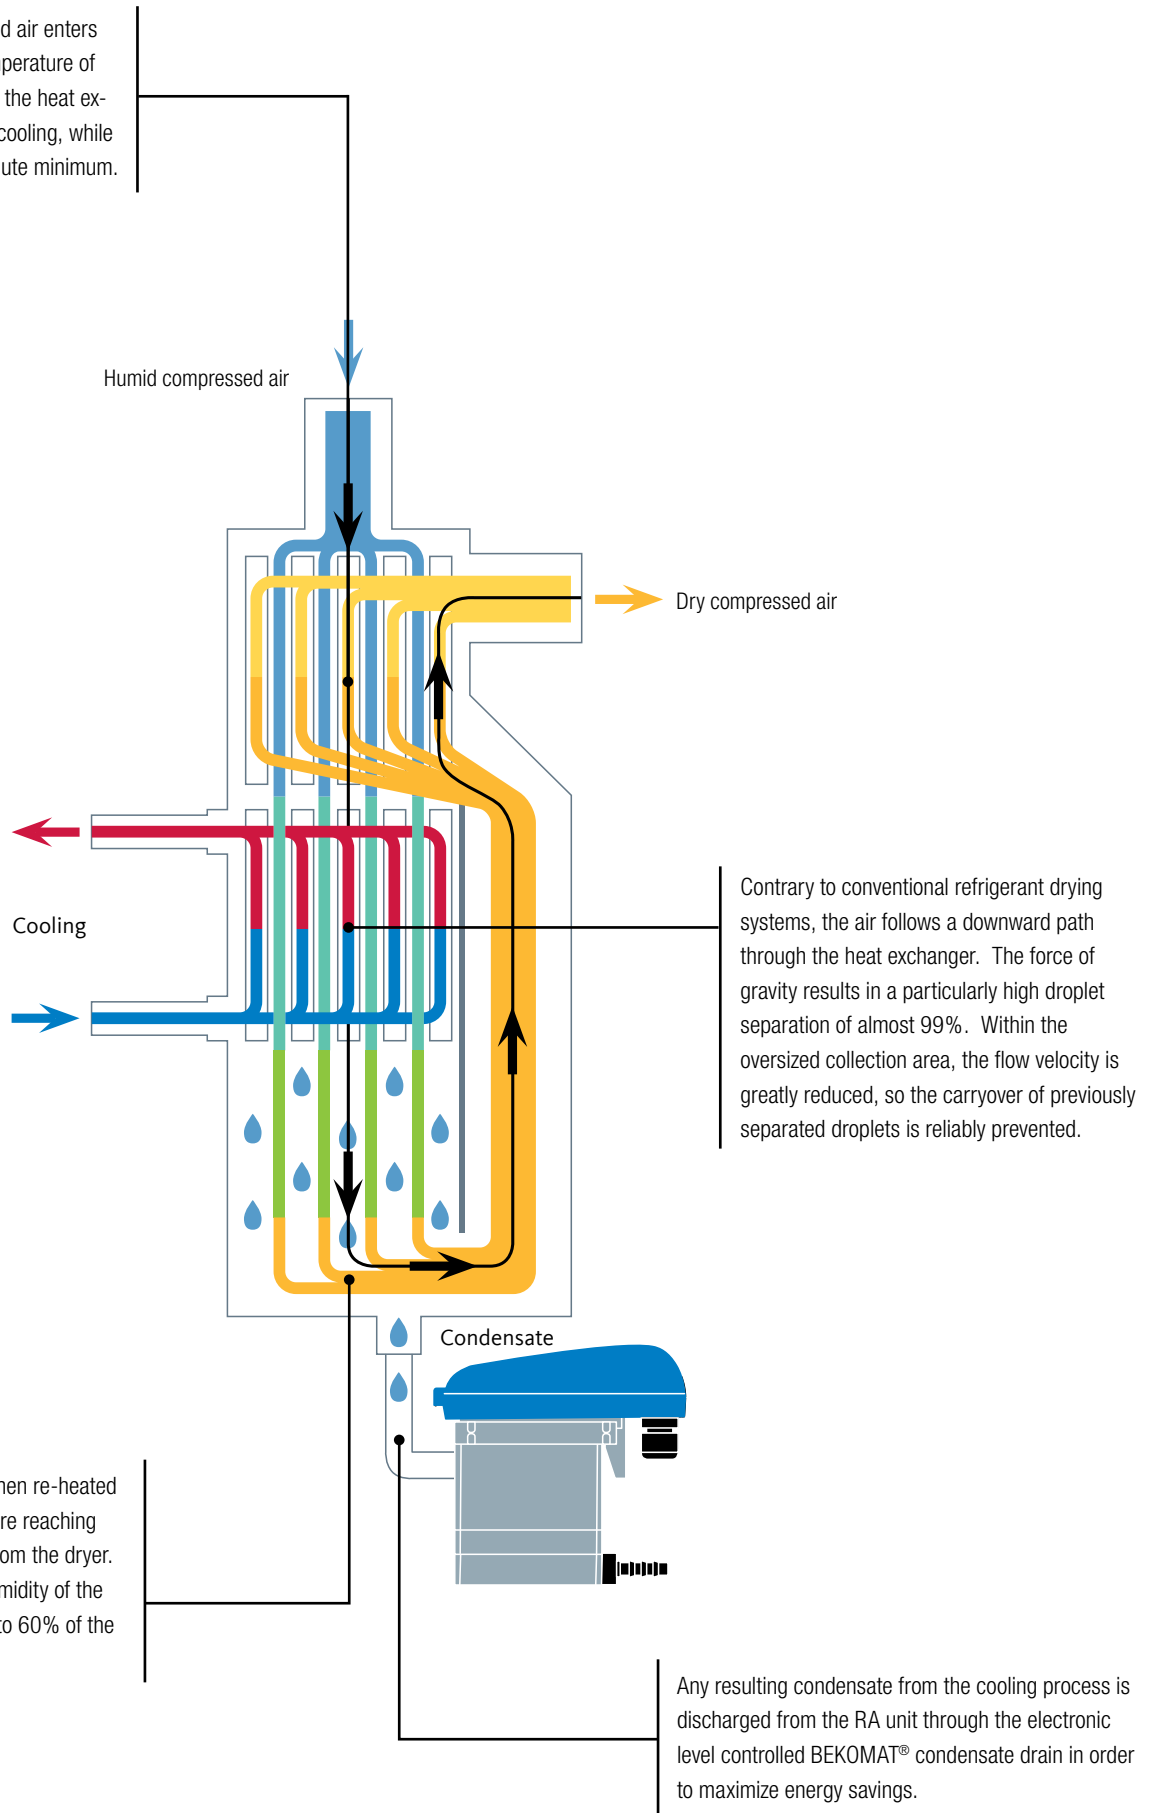 d air enters
perature of
the heat ex-
cooling, while
ute minimum.
Humid compressed air
Dry compressed air
Cooling
Contrary to conventional refrigerant drying
systems, the air follows a downward path
through the heat exchanger. The force of
gravity results in a particularly high droplet
separation of almost 99%. Within the
oversized collection area, the flow velocity is
greatly reduced, so the carryover of previously
separated droplets is reliably prevented.
Condensate
hen re-heated
re reaching
om the dryer.
midity of the
to 60% of the
Any resulting condensate from the cooling process is
discharged from the RA unit through the electronic
level controlled BEKOMAT® condensate drain in order
to maximize energy savings.